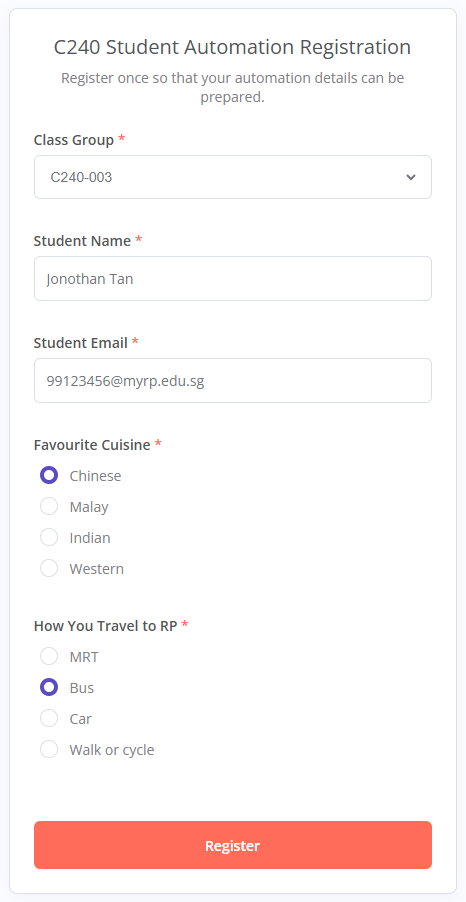 C240 Student Automation Registration
Register once so that your automation details can be
prepared.
Class Group *
C240-003
Student Name *
Jonothan Tan
Student Email *
99123456@myrp.edu.sg
Favourite Cuisine *
Chinese
Malay
Indian
Western
How You Travel to RP *
MRT
Bus
Car
Walk or cycle
Register